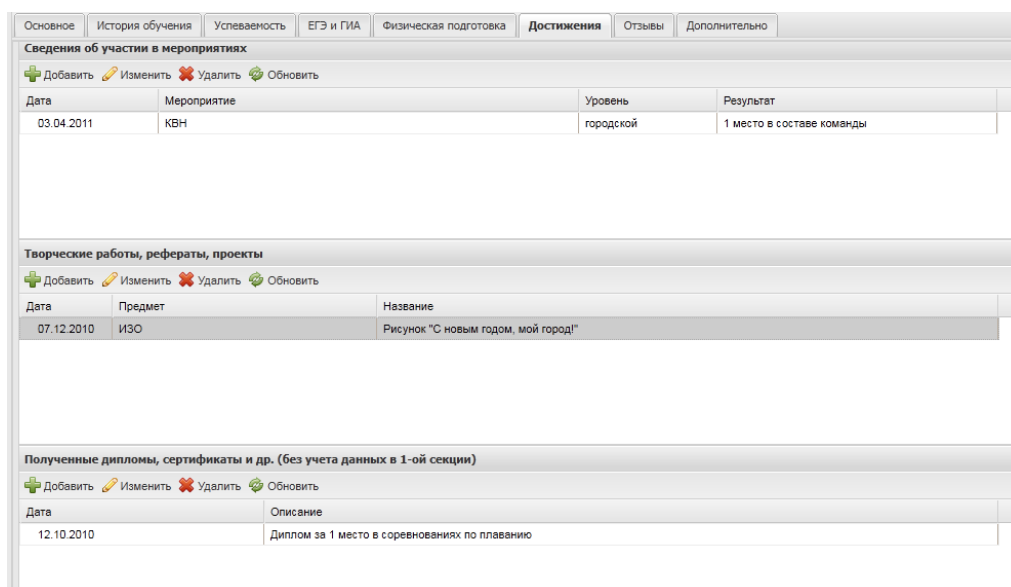 Основное История обучения Успеваемость ЕГЭ и ГИА Физическая подготовка Достижения Отзывы Дополнительно
Сведения об участии в мероприятиях
Добавить Изменить Удалить Обновить
Дата Мероприятие Уровень Результат
03.04.2011 КВН городской 1 место в составе команды
Творческие работы, рефераты, проекты
Добавить Изменить Удалить Обновить
Дата Предмет Название
07.12.2010 ИЗО Рисунок "С новым годом, мой город!"
Полученные дипломы, сертификаты и др. (без учета данных в 1-ой секции)
Добавить Изменить Удалить Обновить
Дата Описание
12.10.2010 Диплом за 1 место в соревнованиях по плаванию